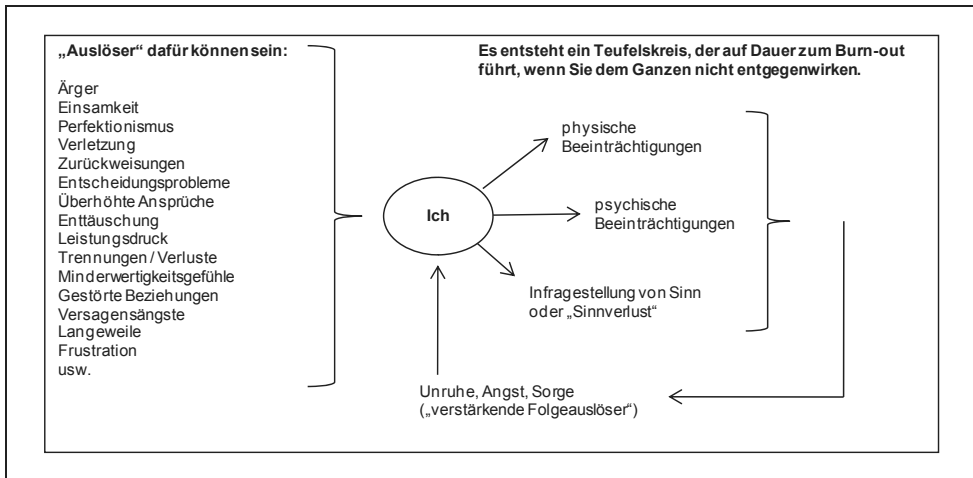 „Auslöser“ dafür können sein:
Ärger
Einsamkeit
Perfektionismus
Verletzung
Zurückweisungen
Entscheidungsprobleme
Überhöhte Ansprüche
Enttäuschung
Leistungsdruck
Trennungen / Verluste
Minderwertigkeitsgefühle
Gestörte Beziehungen
Versagensängste
Langeweile
Frustration
usw.
Es entsteht ein Teufelskreis, der auf Dauer zum Burn-out
führt, wenn Sie dem Ganzen nicht entgegenwirken.
Ich
physische
Beeinträchtigungen
psychische
Beeinträchtigungen
Infragestellung von Sinn
oder „Sinnverlust“
Unruhe, Angst, Sorge
(„verstärkende Folgeauslöser“)